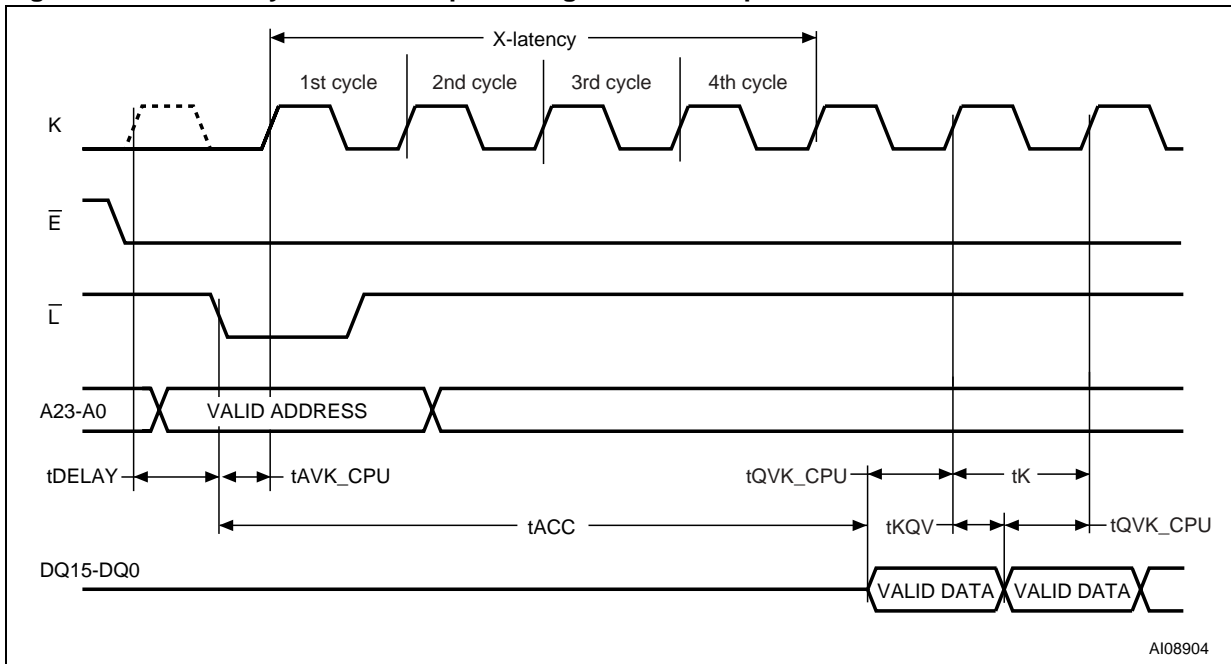 X-latency
1st cycle
2nd cycle
3rd cycle
4th cycle
K
E
L
A23-A0
VALID ADDRESS
tDELAY
tAVK_CPU
tQVK_CPU
tK
tACC
tKQV
tQVK_CPU
DQ15-DQ0
VALID DATA
VALID DATA
AI08904